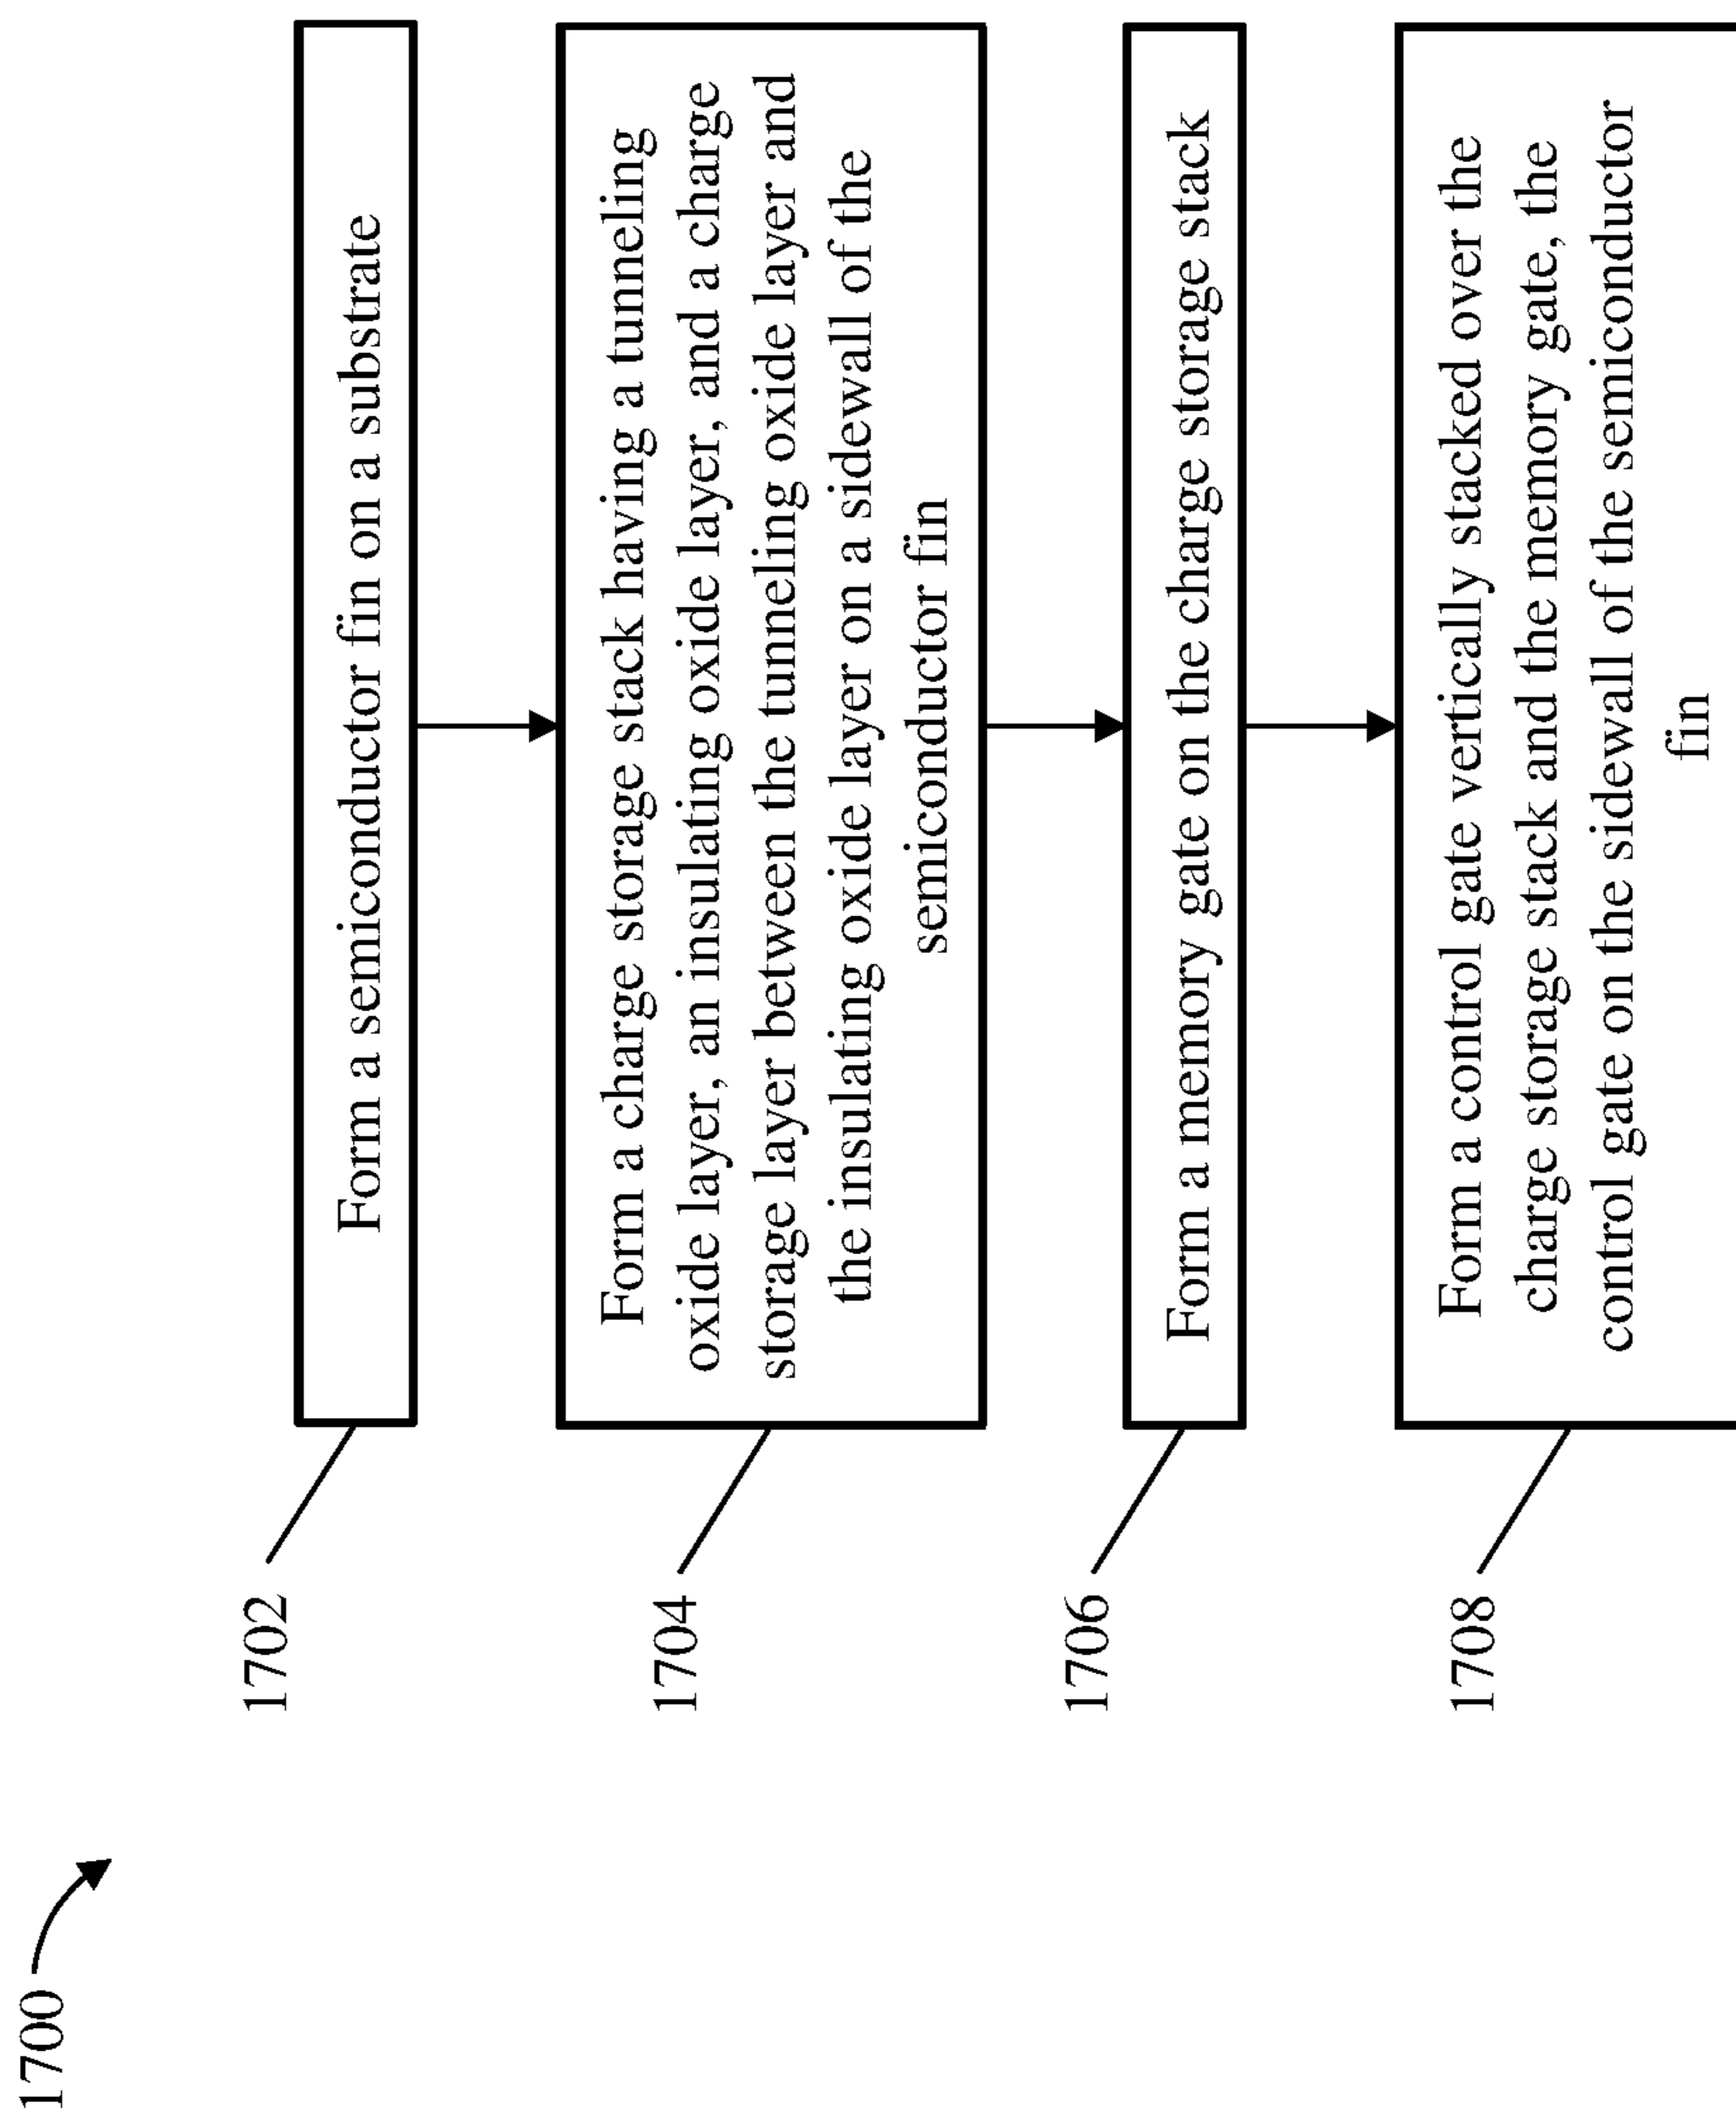 1700
1702
Form a semiconductor fin on a substrate
1704
Form a charge storage stack having a tunneling
oxide layer, an insulating oxide layer, and a charge
storage layer between the tunneling oxide layer and
the insulating oxide layer on a sidewall of the
semiconductor fin
1706
Form a memory gate on the charge storage stack
1708
Form a control gate vertically stacked over the
charge storage stack and the memory gate, the
control gate on the sidewall of the semiconductor
fin